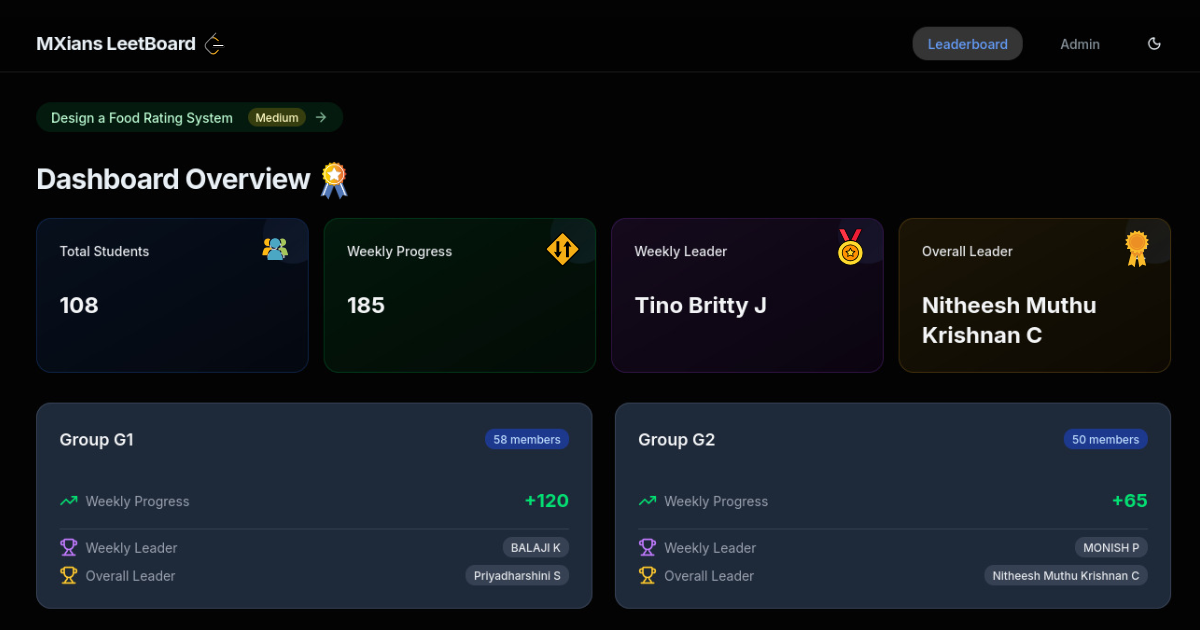 MXians LeetBoard
Leaderboard
Admin
Design a Food Rating System
Medium
Dashboard Overview
Total Students
108
Weekly Progress
185
Weekly Leader
Tino Britty J
Overall Leader
Nitheesh Muthu
Krishnan C
Group G1
58 members
Weekly Progress
+120
Weekly Leader
BALAJI K
Overall Leader
Priyadharshini S
Group G2
50 members
Weekly Progress
+65
Weekly Leader
MONISH P
Overall Leader
Nitheesh Muthu Krishnan C